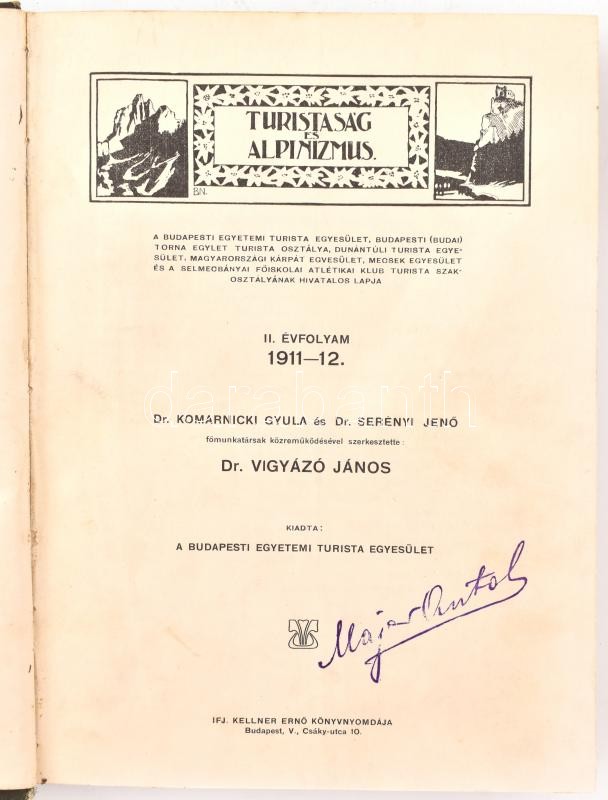 TURISTASÁG
ÉS
ALPINIZMUS.
B.N.
A BUDAPESTI EGYETEMI TURISTA EGYESÜLET, BUDAPESTI (BUDAI)
TORNA EGYLET TURISTA OSZTÁLYA, DUNÁNTÚLI TURISTA EGYE-
SÜLET, MAGYARORSZÁGI KÁRPÁT EGYESÜLET, MECSEK EGYESÜLET
ÉS A SELMECBÁNYAI FŐISKOLAI ATLÉTIKAI KLUB TURISTA SZAK-
OSZTÁLYÁNAK HIVATALOS LAPJA
II. ÉVFOLYAM
1911—12.
darabanth
Dr. KOMARNICKI GYULA és Dr. SERÉNYI JENŐ
főmunkatársak közreműködésével szerkesztette:
Dr. VIGYÁZÓ JÁNOS
KIADTA:
A BUDAPESTI EGYETEMI TURISTA EGYESÜLET
Major Antal
IFJ. KELLNER ERNŐ KÖNYVNYOMDÁJA
Budapest, V., Csáky-utca 10.